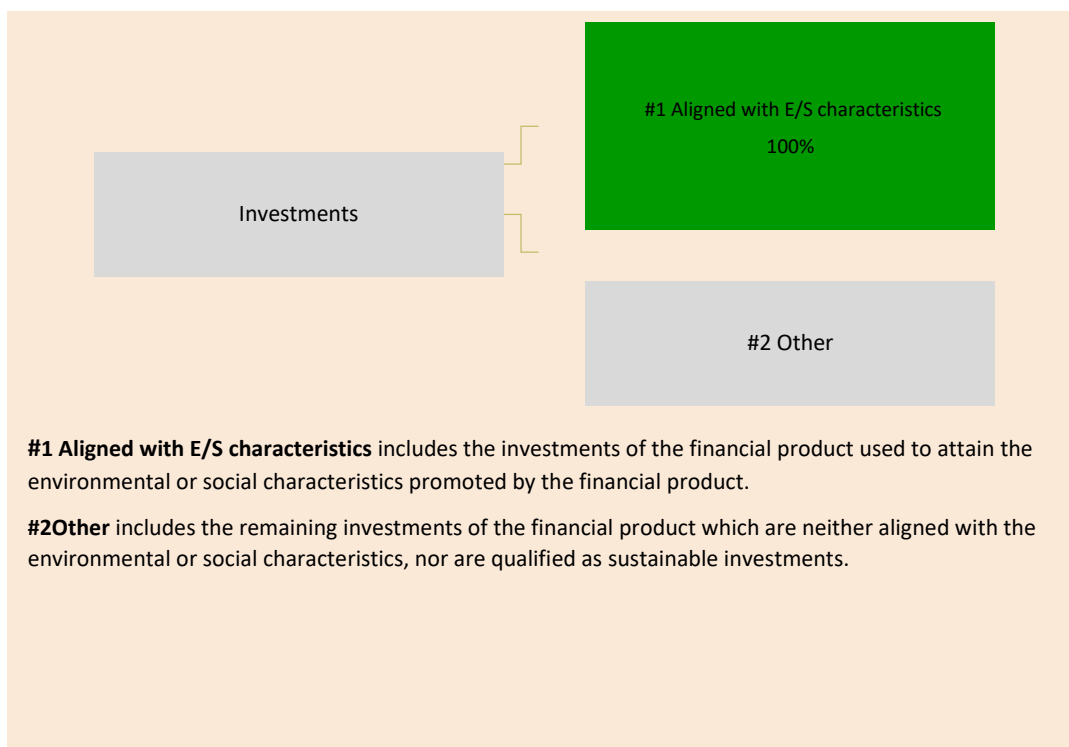 #1 Aligned with E/S characteristics
100%
Investments
#2 Other
#1 Aligned with E/S characteristics includes the investments of the financial product used to attain the
environmental or social characteristics promoted by the financial product.
#2Other includes the remaining investments of the financial product which are neither aligned with the
environmental or social characteristics, nor are qualified as sustainable investments.